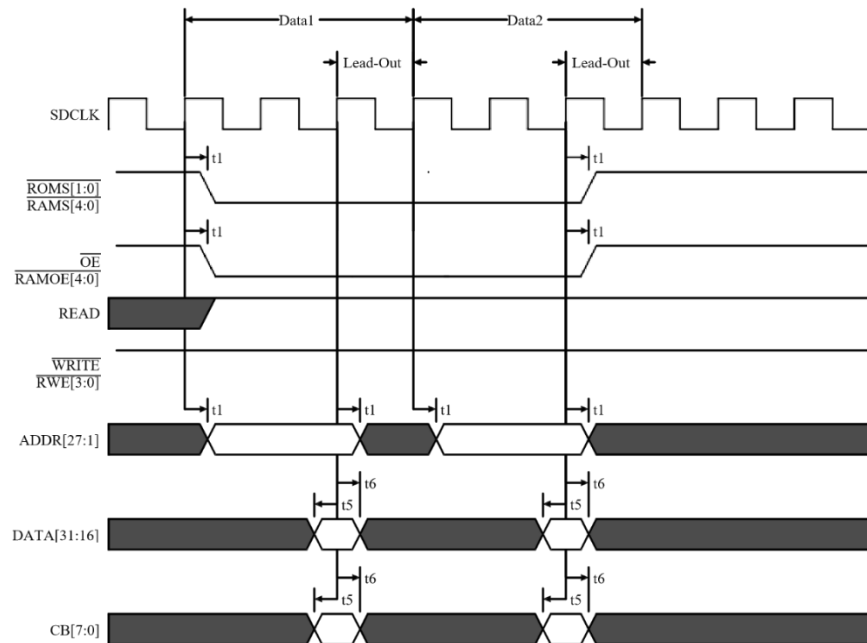 Data1 Data2
Lead-Out Lead-Out
SDCLK
t1 t1
ROMS[1:0]
RAMS[4:0]
t1 t1
OE
RAMOE[4:0]
READ
WRITE
RWE[3:0]
t1 t1 t1 t1
ADDR[27:1]
t6 t6
t5 t5
DATA[31:16]
t6 t6
t5 t5
CB[7:0]